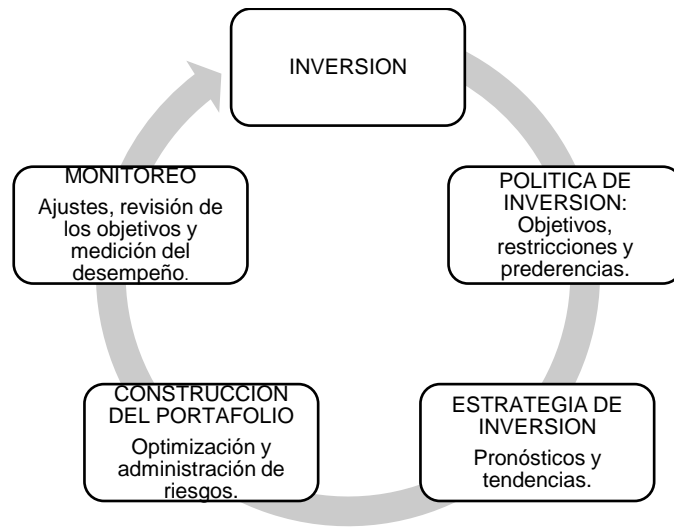 INVERSION
POLITICA DE
INVERSION:
Objetivos,
restricciones y
prederencias.
ESTRATEGIA DE
INVERSION
Pronósticos y
tendencias.
CONSTRUCCION
DEL PORTAFOLIO
Optimización y
administración de
riesgos.
MONITOREO
Ajustes, revisión de
los objetivos y
medición del
desempeño.